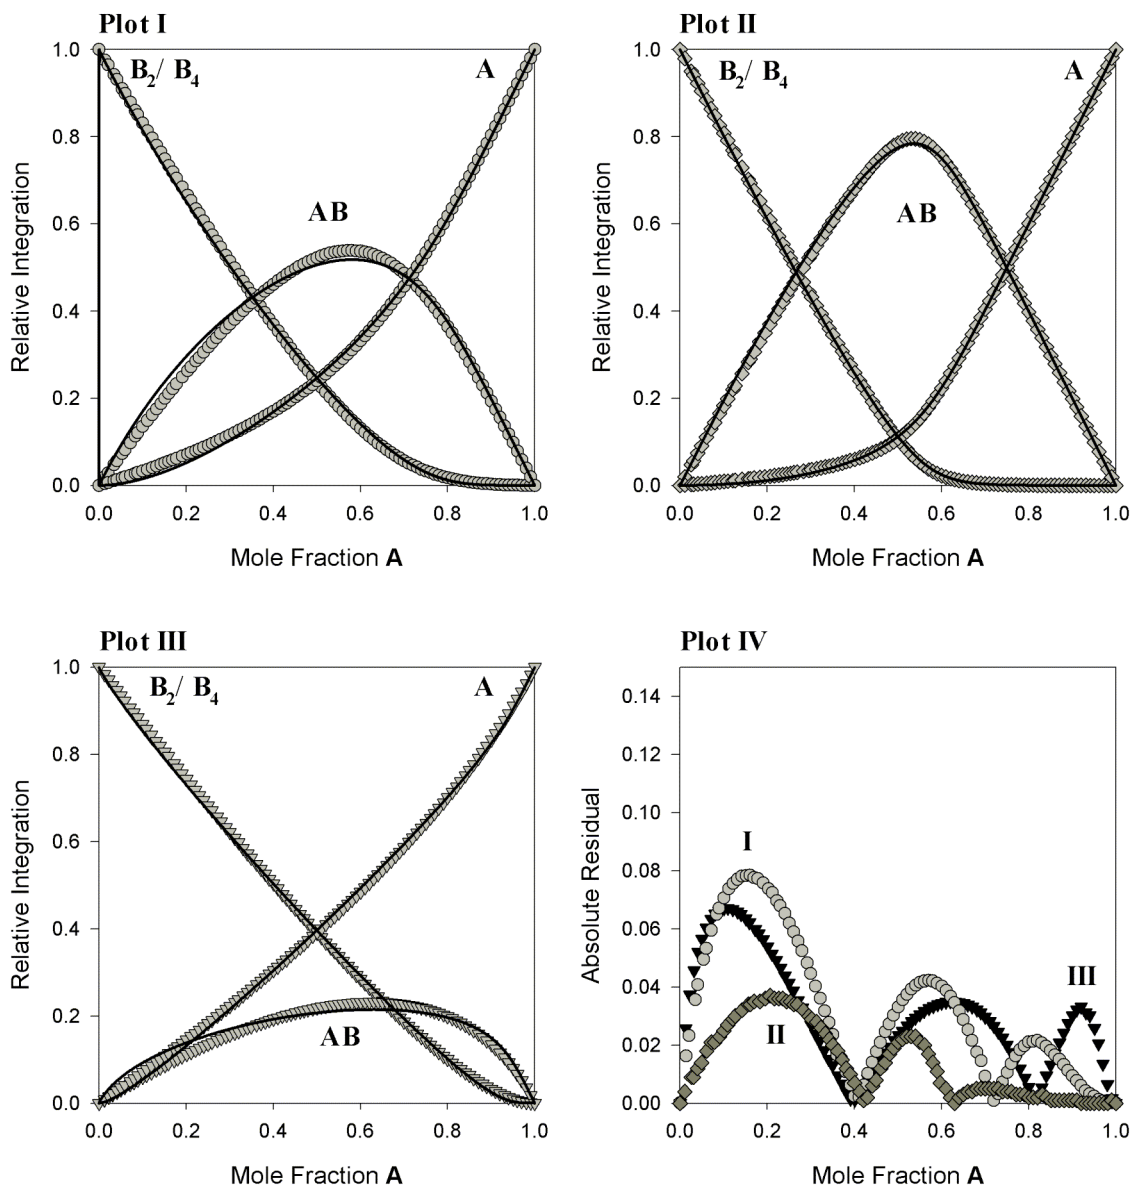 Plot I
1.0
0.8
0.6
0.4
0.2
0.0
Relative Integration
B2/ B4
A
AB
0.0 0.2 0.4 0.6 0.8 1.0
Mole Fraction A
Plot II
1.0
0.8
0.6
0.4
0.2
0.0
Relative Integration
B2/ B4
A
AB
0.0 0.2 0.4 0.6 0.8 1.0
Mole Fraction A
Plot III
1.0
0.8
0.6
0.4
0.2
0.0
Relative Integration
B2/ B4
A
AB
0.0 0.2 0.4 0.6 0.8 1.0
Mole Fraction A
Plot IV
0.14
0.12
0.10
0.08
0.06
0.04
0.02
0.00
Absolute Residual
I
III
II
0.0 0.2 0.4 0.6 0.8 1.0
Mole Fraction A